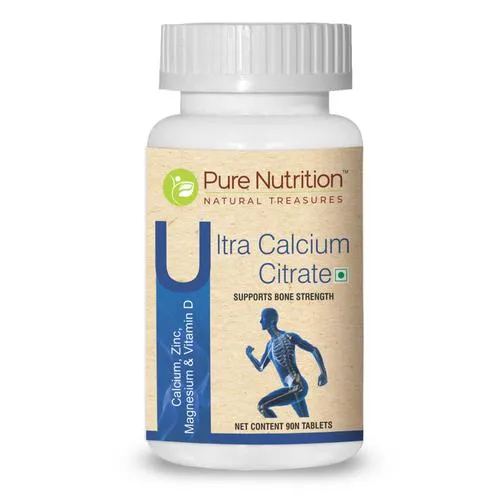 Pure Nutrition™
NATURAL TREASURES
Ultra Calcium
Citrate
SUPPORTS BONE STRENGTH
Calcium, Zinc,
Magnesium & Vitamin D
NET CONTENT 90N TABLETS